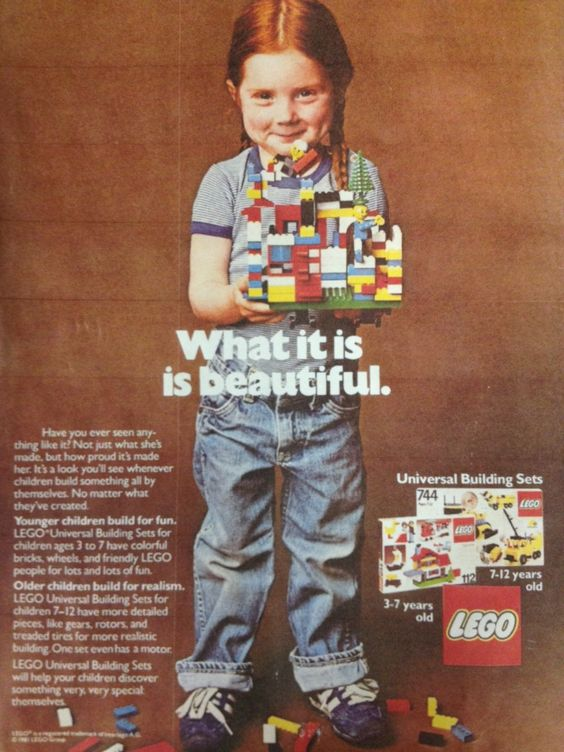 What it is
is beautiful.
Have you ever seen any-
thing like it? Not just what she's
made, but how proud it's made
her. It's a look you'll see whenever
children build something all by
themselves. No matter what
they've created.
Younger children build for fun.
LEGO® Universal Building Sets for
children ages 3 to 7 have colorful
bricks, wheels, and friendly LEGO
people for lots and lots of fun.
Older children build for realism.
LEGO Universal Building Sets for
children 7-12 have more detailed
pieces, like gears, rotors, and
treaded tires for more realistic
building. One set even has a motor.
LEGO Universal Building Sets
will help your children discover
something very, very special:
themselves.
LEGO® is a registered trademark of Interlego A.G.
© 1981 LEGO Group
Universal Building Sets
744
LEGO
LEGO
112
7-12 years
old
3-7 years
old
LEGO